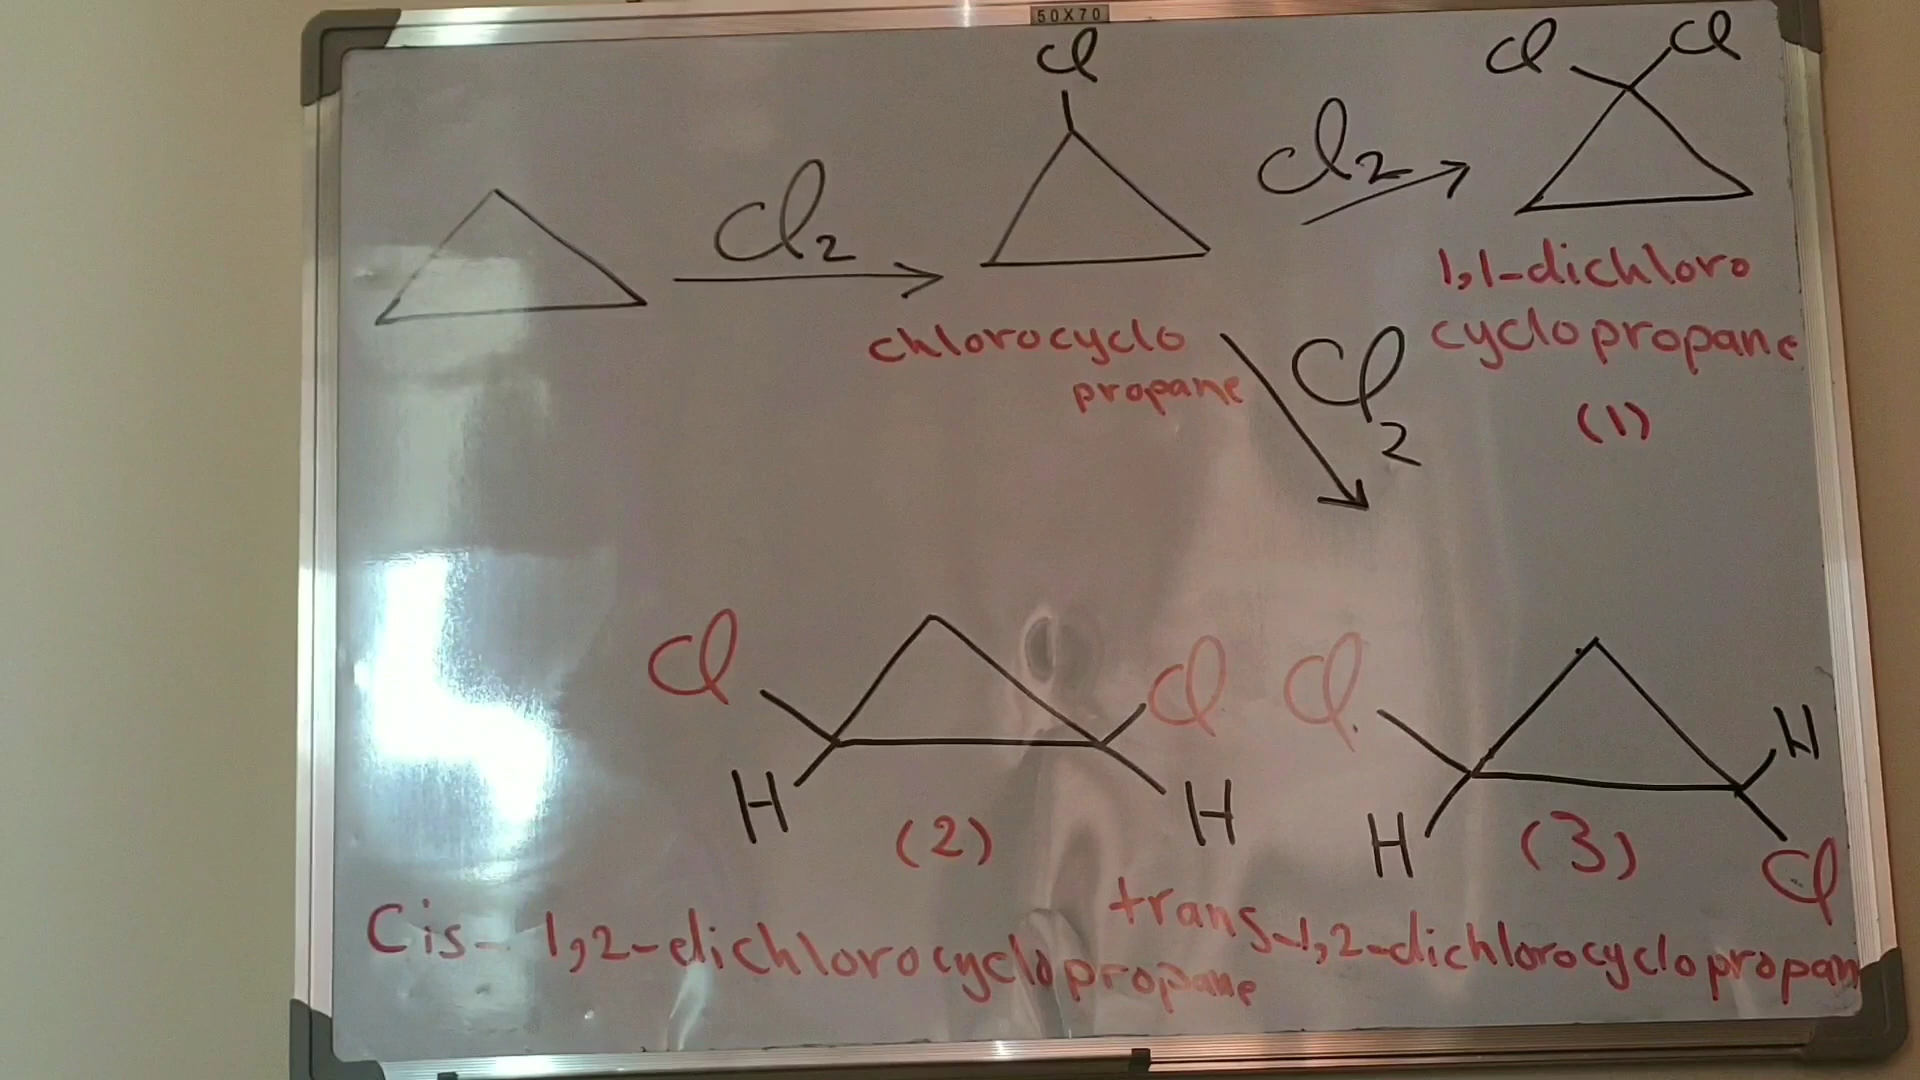 50X70
Cl
Cl Cl
Cl2
Cl2
1,1-dichloro
cyclopropane
(1)
chlorocyclo
propane
Cl2
Cl
Cl
H
H
(2)
Cis-1,2-dichlorocyclopropane
Cl
H
H
Cl
(3)
trans-1,2-dichlorocyclopropan